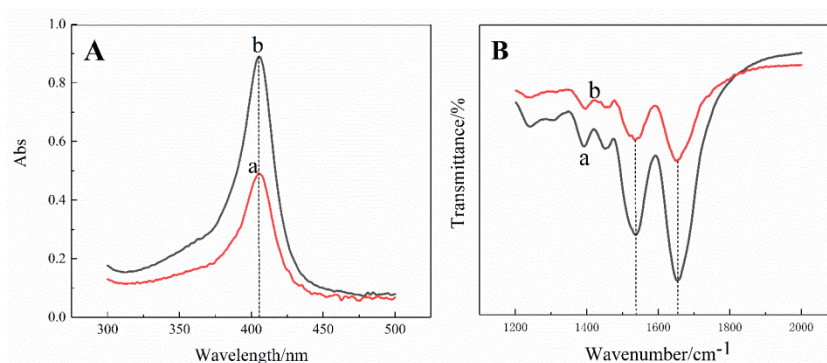 A
b
a
1.0
0.8
0.6
0.4
0.2
0.0
Abs
300
350
400
450
500
Wavelength/nm
B
b
a
Transmittance/%
1200
1400
1600
1800
2000
Wavenumber/cm-1